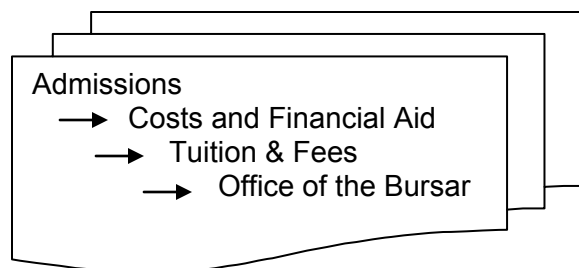 Admissions
Costs and Financial Aid
Tuition & Fees
Office of the Bursar